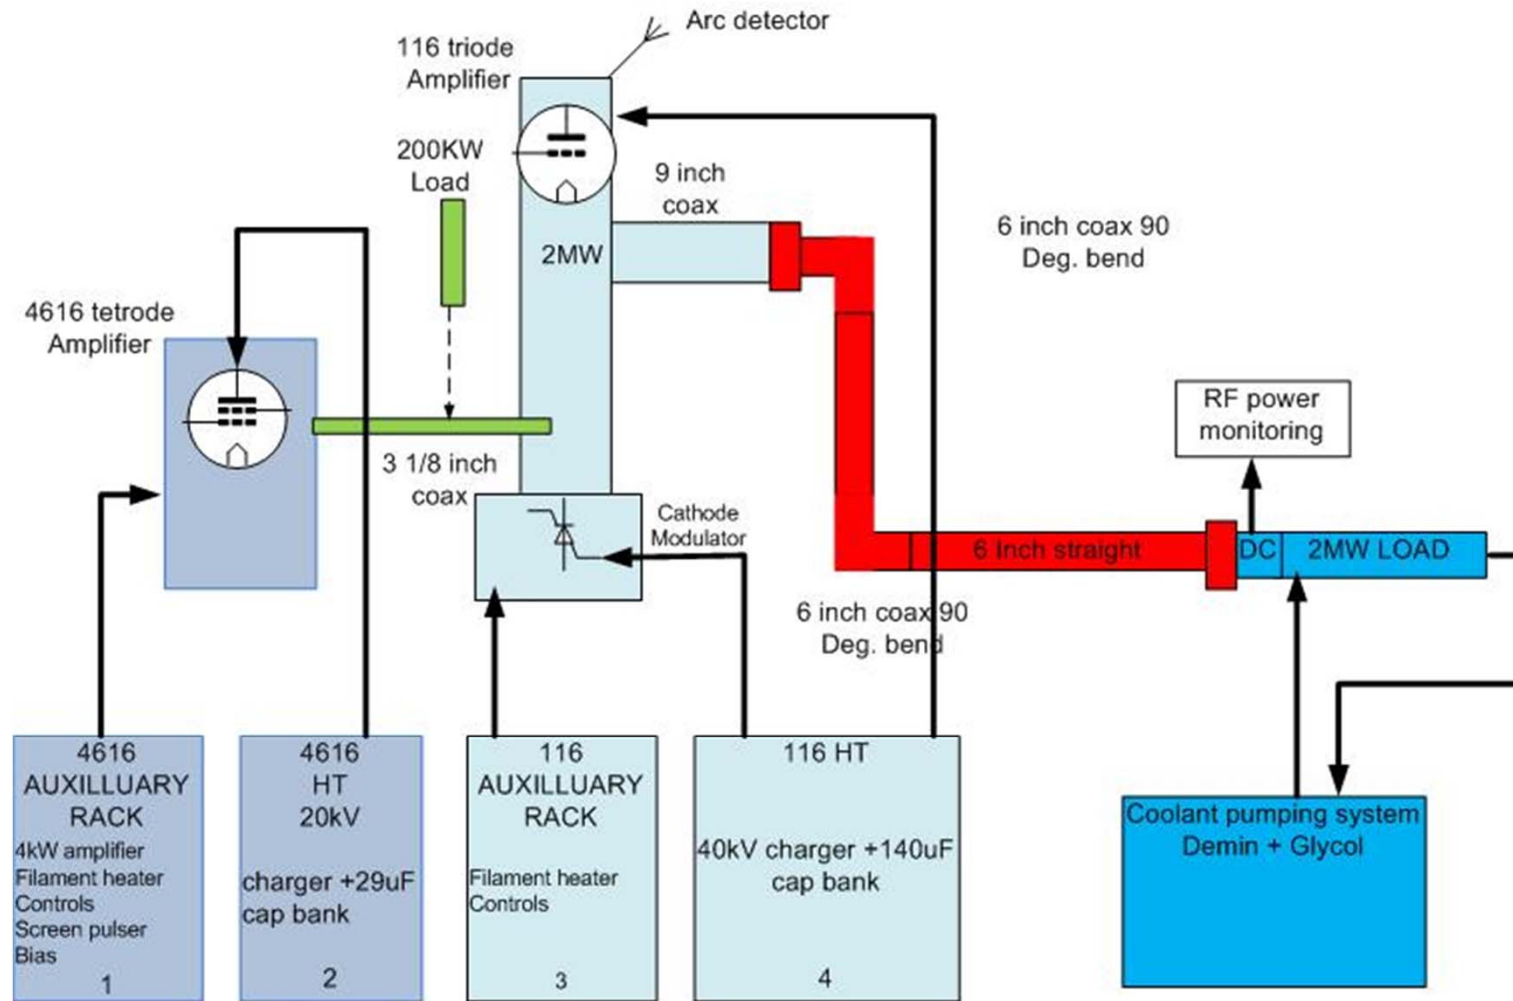 Arc detector
116 triode
Amplifier
200KW
Load
9 inch
coax
6 inch coax 90
Deg. bend
2MW
4616 tetrode
Amplifier
RF power
monitoring
3 1/8 inch
coax
Cathode
Modulator
6 Inch straight
DC
2MW LOAD
6 inch coax 90
Deg. bend
4616
AUXILLUARY
RACK
4kW amplifier
Filament heater
Controls
Screen pulser
Bias
1
4616
HT
20kV
charger +29uF
cap bank
2
116
AUXILLUARY
RACK
Filament heater
Controls
3
116 HT
40kV charger +140uF
cap bank
4
Coolant pumping system
Demin + Glycol